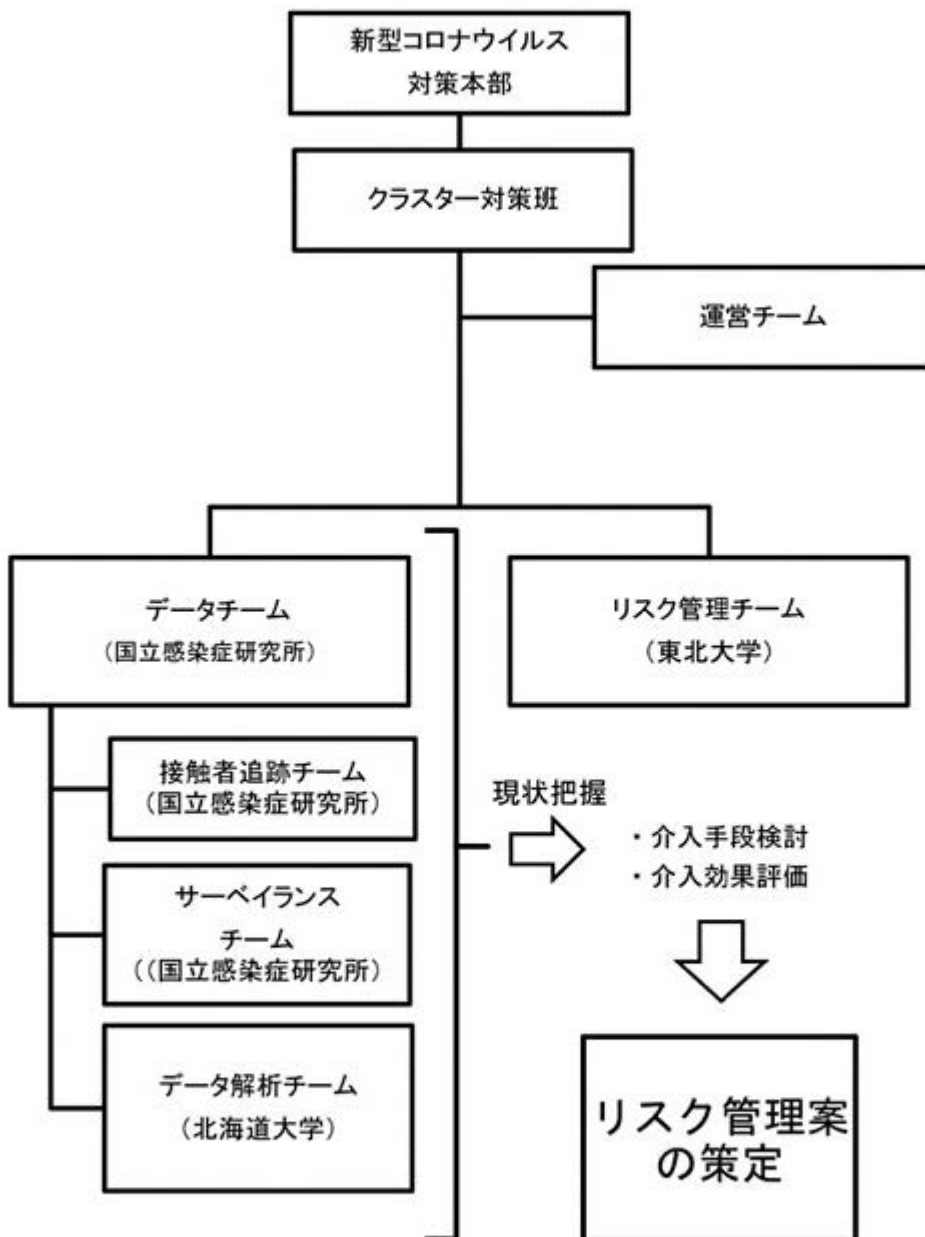 新型コロナウイルス
対策本部
クラスター対策班
運営チーム
データチーム
（国立感染症研究所）
リスク管理チーム
（東北大学）
接触者追跡チーム
（国立感染症研究所）
サーベイランス
チーム
（（国立感染症研究所）
データ解析チーム
（北海道大学）
現状把握
・介入手段検討
・介入効果評価
リスク管理案
の策定